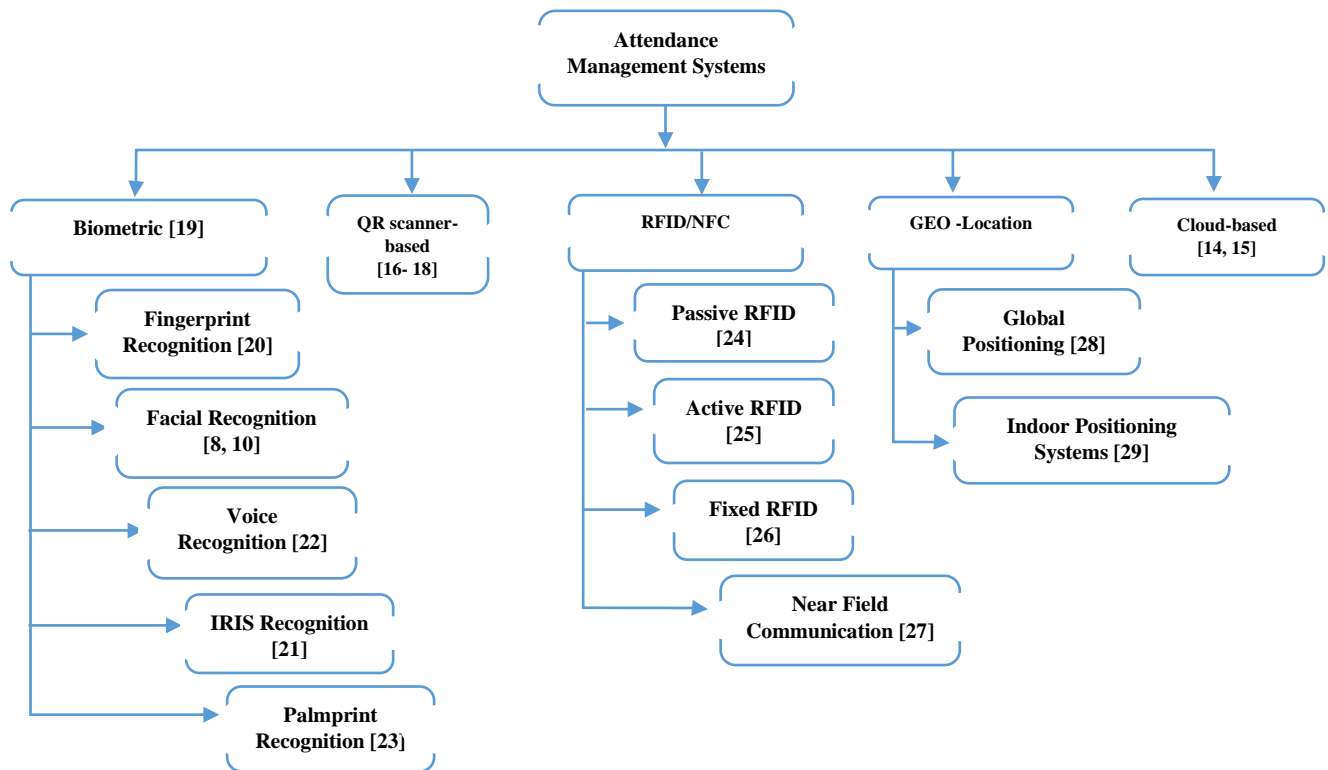 Attendance
Management Systems
Biometric [19]
QR scanner-
based
[16- 18]
RFID/NFC
GEO -Location
Cloud-based
[14, 15]
Fingerprint
Recognition [20]
Facial Recognition
[8, 10]
Voice
Recognition [22]
IRIS Recognition
[21]
Palmprint
Recognition [23]
Passive RFID
[24]
Active RFID
[25]
Fixed RFID
[26]
Near Field
Communication [27]
Global
Positioning [28]
Indoor Positioning
Systems [29]